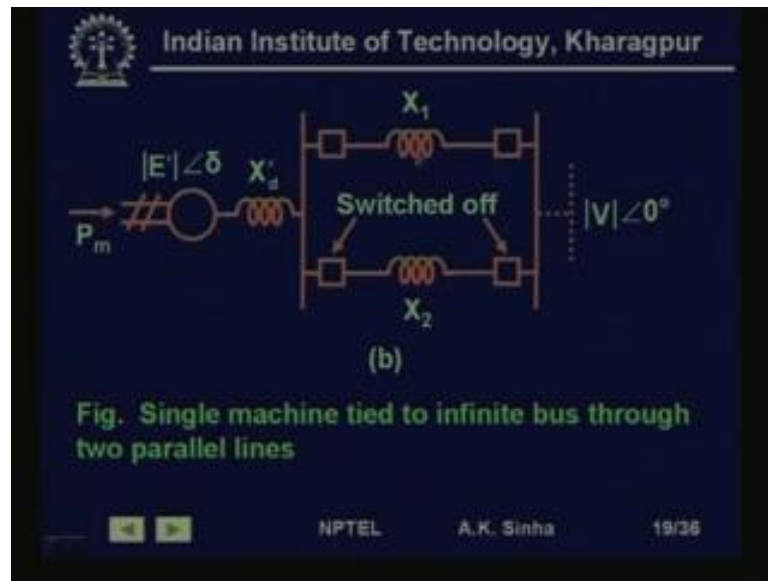 Indian Institute of Technology, Kharagpur
X₁
|E'|∠δ X'd
Switched off
|V|∠0°
Pm
X₂
(b)
Fig. Single machine tied to infinite bus through
two parallel lines
NPTEL A.K. Sinha 19/36